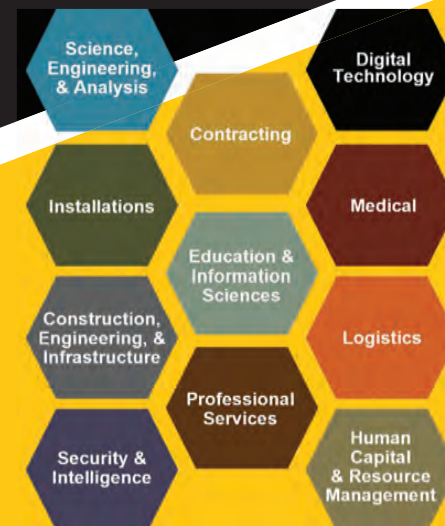 Science,
Engineering,
& Analysis
Digital
Technology
Contracting
Installations
Medical
Education &
Information
Sciences
Construction,
Engineering, &
Infrastructure
Logistics
Professional
Services
Security &
Intelligence
Human
Capital
& Resource
Management